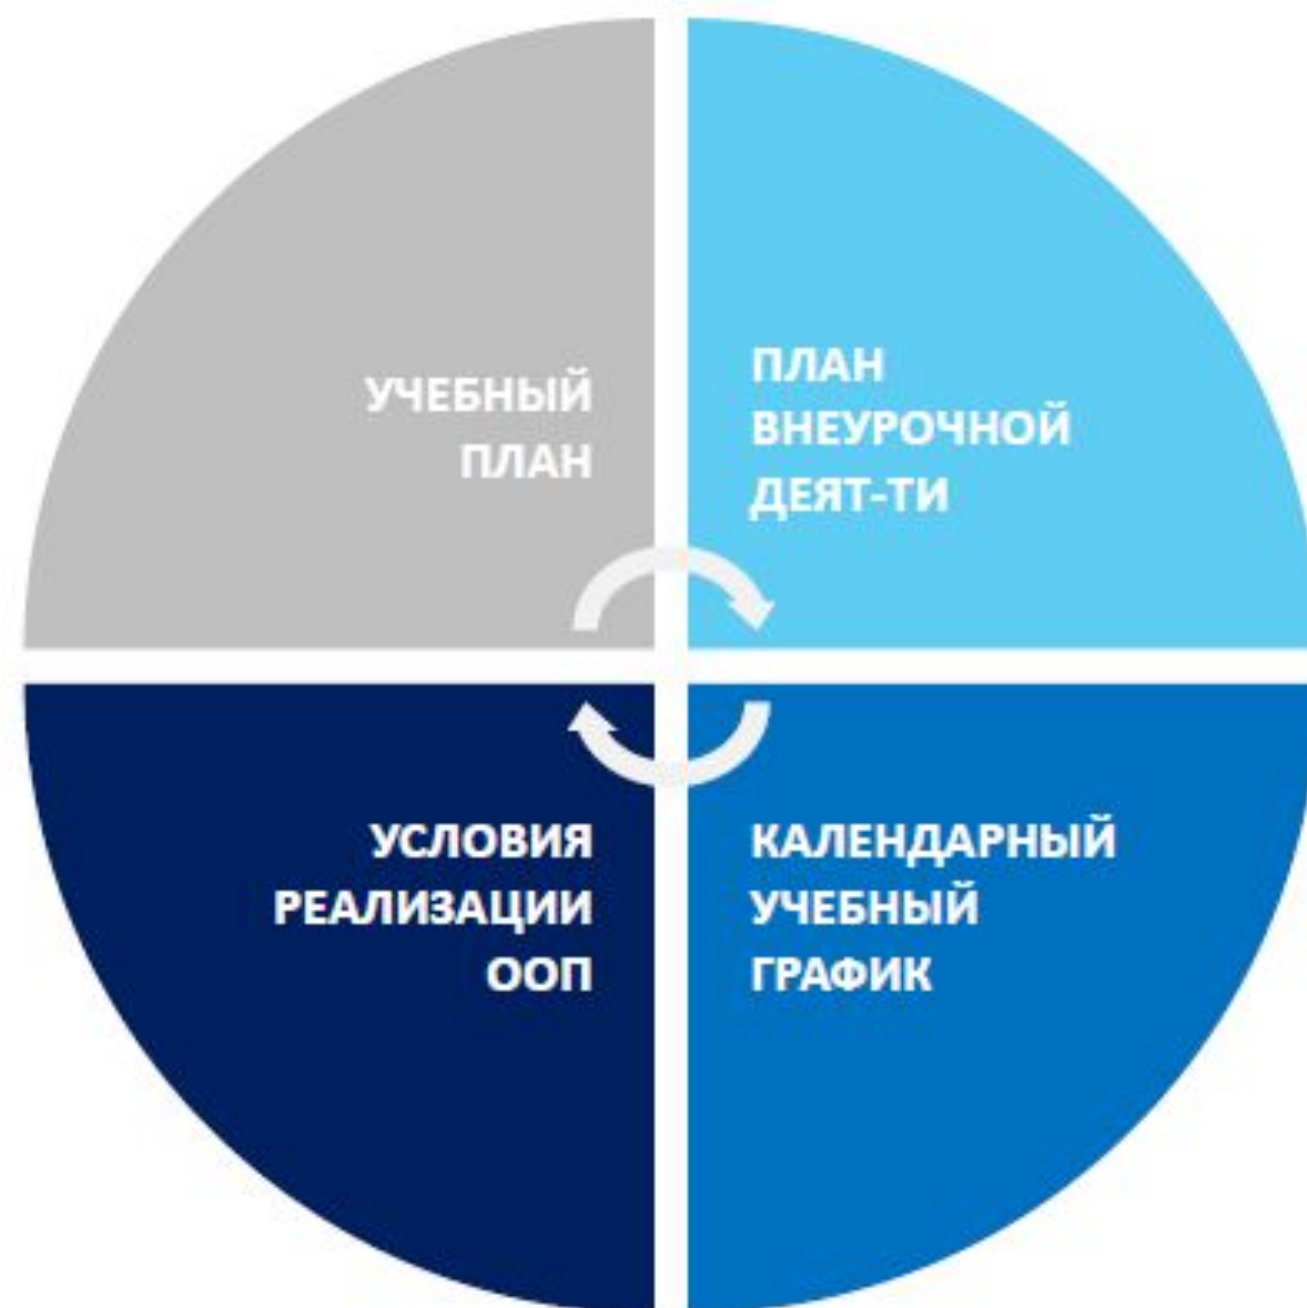 УЧЕБНЫЙ
ПЛАН
ПЛАН
ВНЕУРОЧНОЙ
ДЕЯТ-ТИ
УСЛОВИЯ
РЕАЛИЗАЦИИ
ООП
КАЛЕНДАРНЫЙ
УЧЕБНЫЙ
ГРАФИК